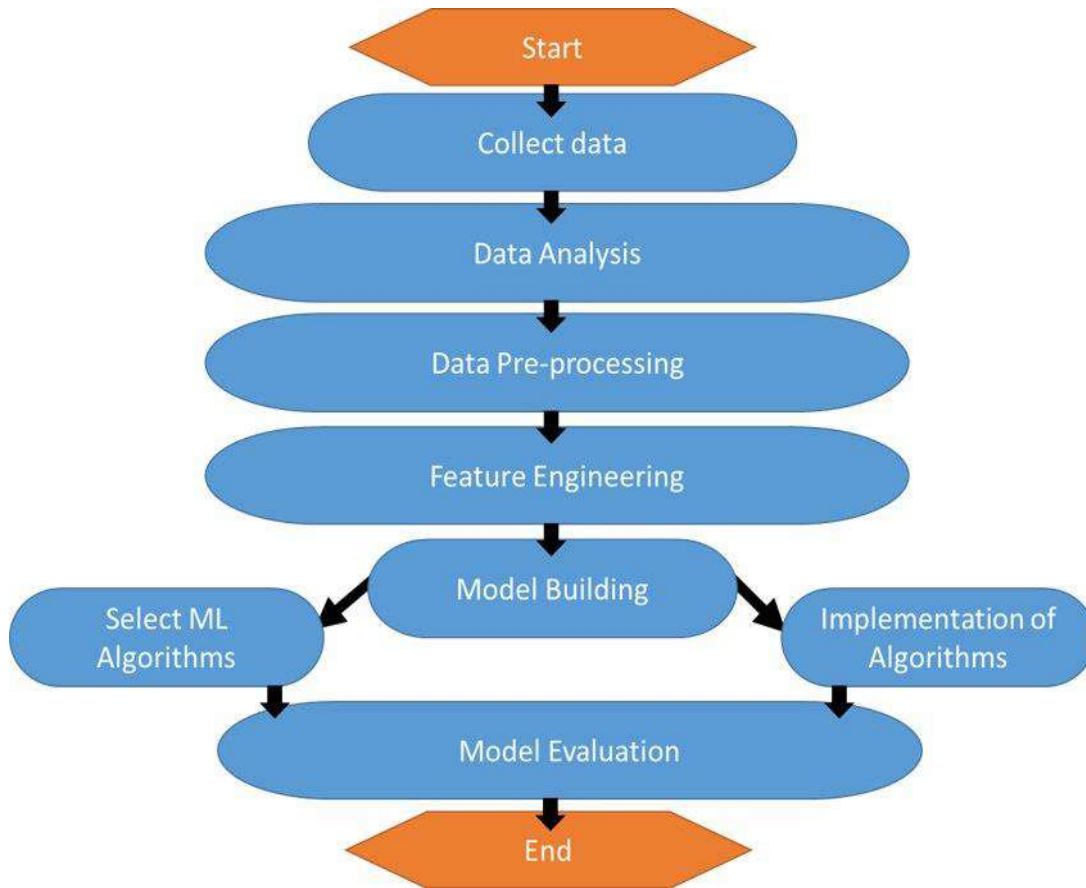 Start
Collect data
Data Analysis
Data Pre-processing
Feature Engineering
Model Building
Select ML
Algorithms
Implementation of
Algorithms
Model Evaluation
End